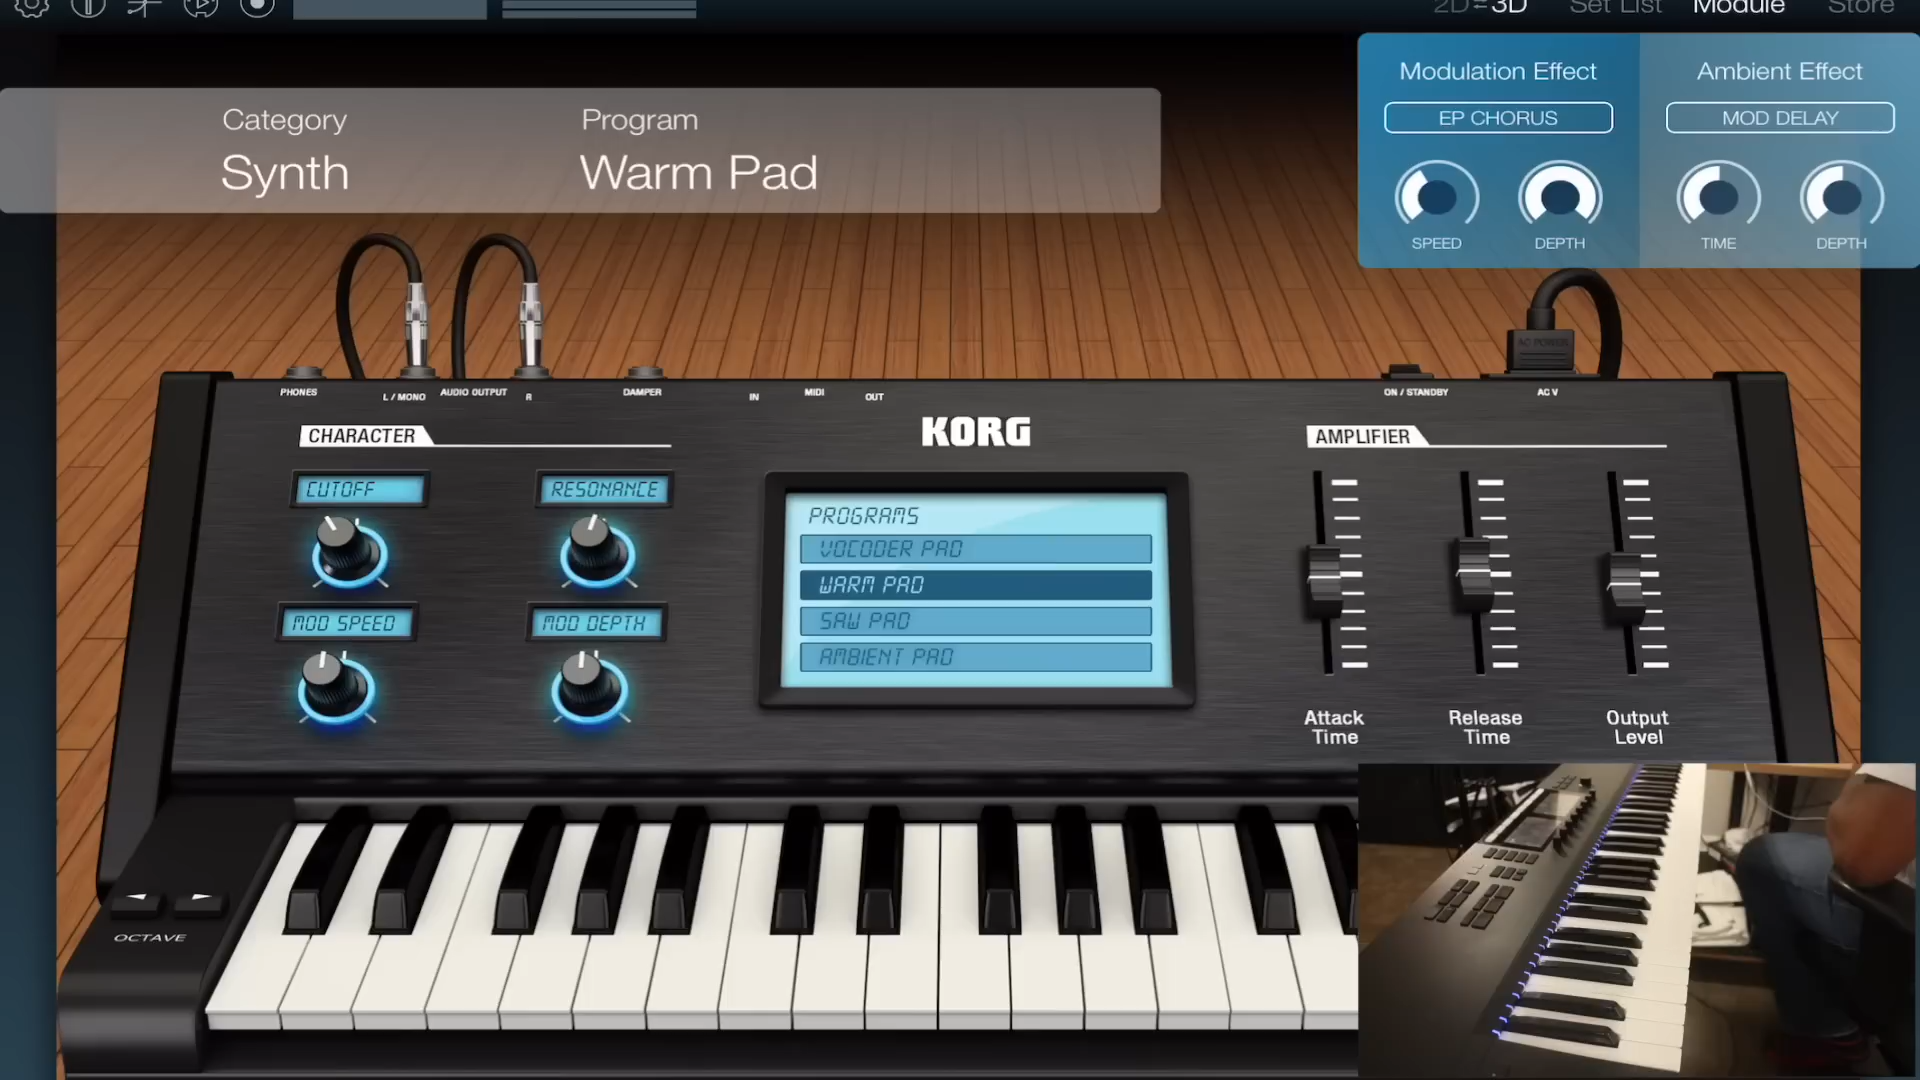 2D⇌3D
Set List
Module
Store
Modulation Effect
Ambient Effect
EP CHORUS
MOD DELAY
SPEED
DEPTH
TIME
DEPTH
Category
Program
Synth
Warm Pad
AC POWER
PHONES
L / MONO
AUDIO OUTPUT
R
DAMPER
IN
MIDI
OUT
ON / STANDBY
AC V
KORG
CHARACTER
AMPLIFIER
CUTOFF
RESONANCE
PROGRAMS
VOCODER PAD
WARM PAD
SAW PAD
AMBIENT PAD
MOD SPEED
MOD DEPTH
Attack
Time
Release
Time
Output
Level
OCTAVE